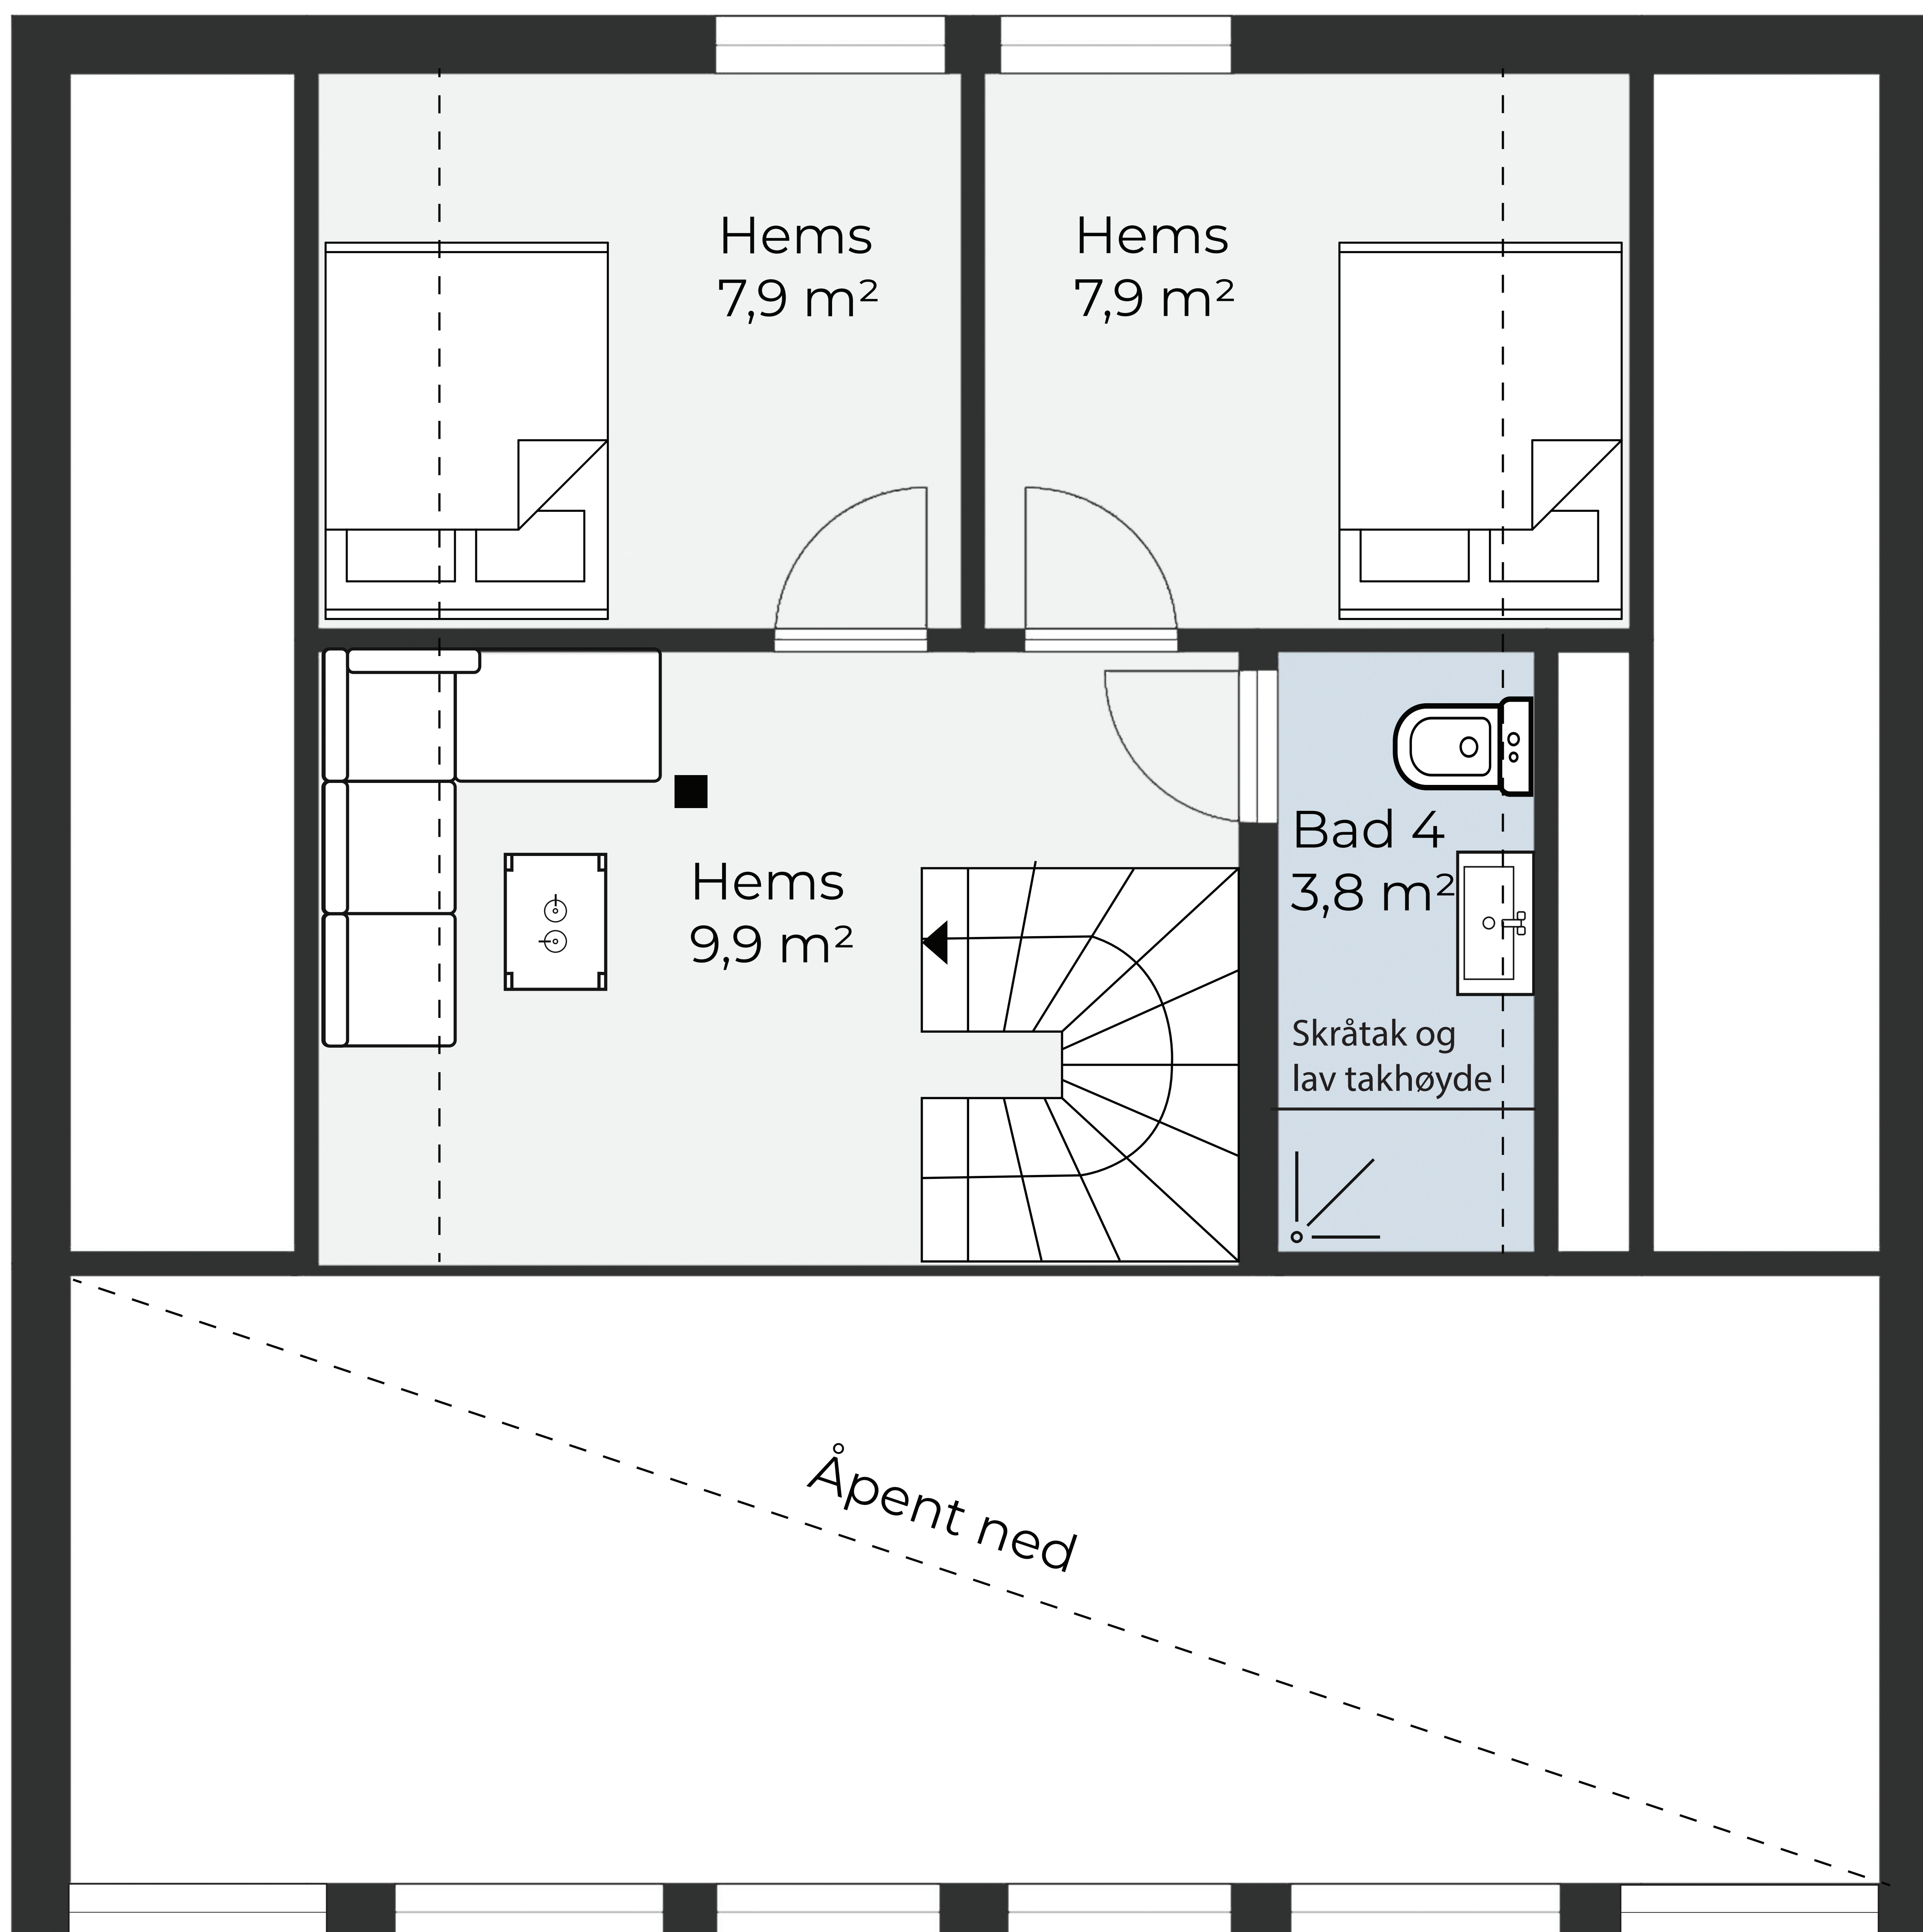 Hems
7,9 m²
Hems
7,9 m²
Hems
9,9 m²
Bad 4
3,8 m²
Skråtak og
lav takhøyde
Åpent ned